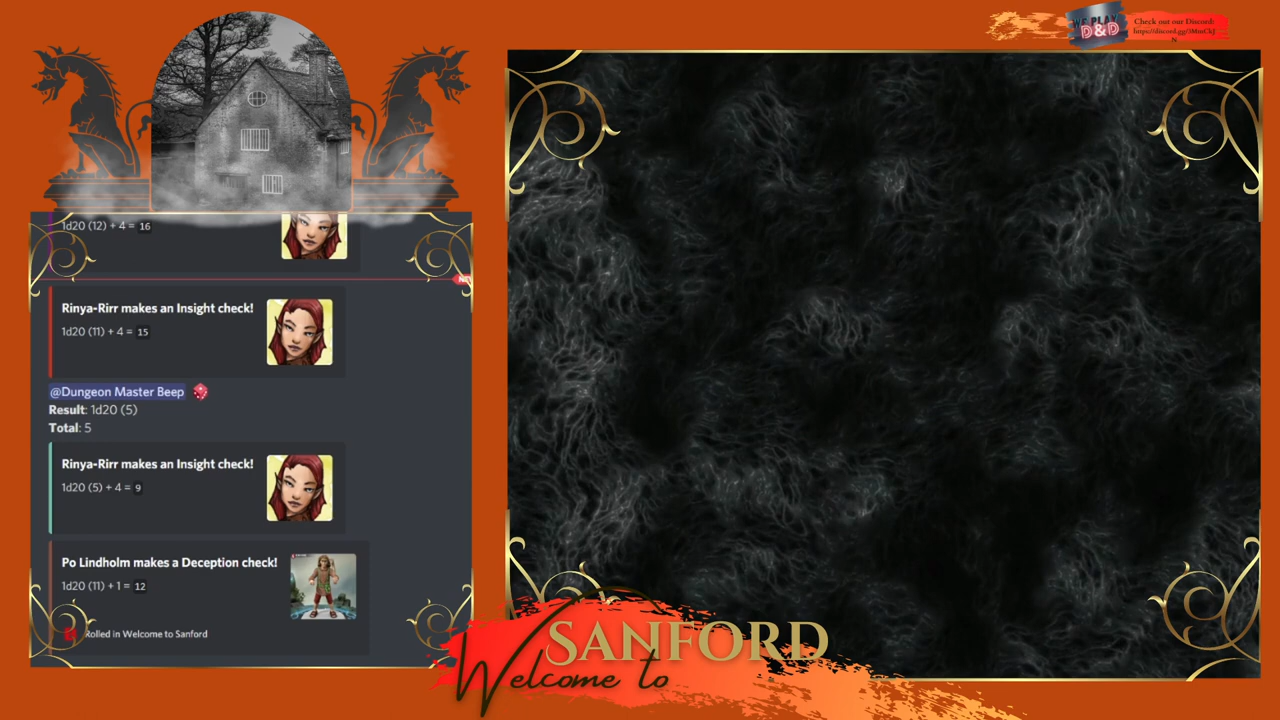 WE PLAY
D&D
Check out our Discord:
1d20 (12) + 4 = 16
Rinya-Rirr makes an Insight check!
1d20 (11) + 4 = 15
@Dungeon Master Beep
Result: 1d20 (5)
Total: 5
Rinya-Rirr makes an Insight check!
1d20 (5) + 4 = 9
Po Lindholm makes a Deception check!
1d20 (11) + 1 = 12
Rolled in Welcome to Sanford
SANFORD
Welcome to